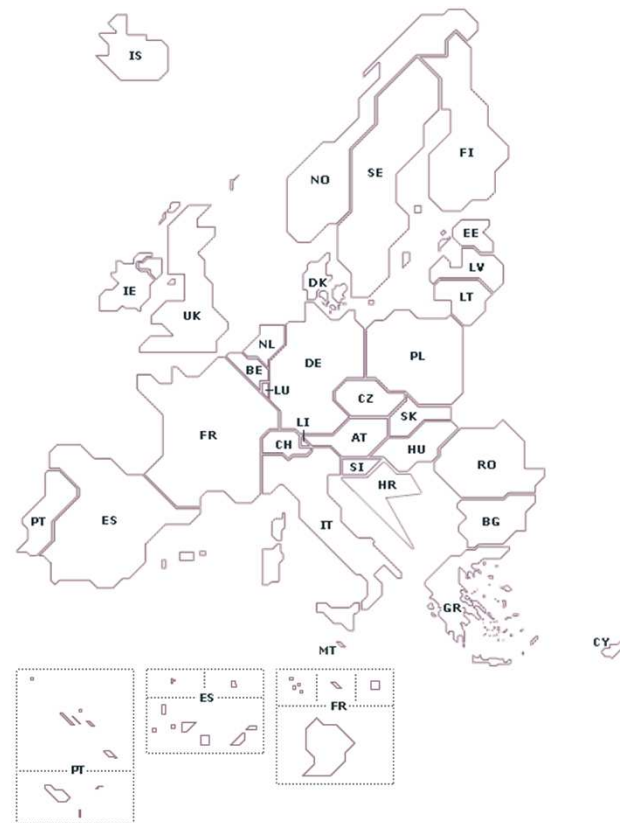 IS
FI
SE
NO
EE
LV
DK
IE
LT
UK
NL
PL
DE
BE
LU
CZ
SK
LI
FR
AT
CH
HU
RO
SI
HR
PT
ES
IT
BG
GR
CY
MT
ES
FR
PT